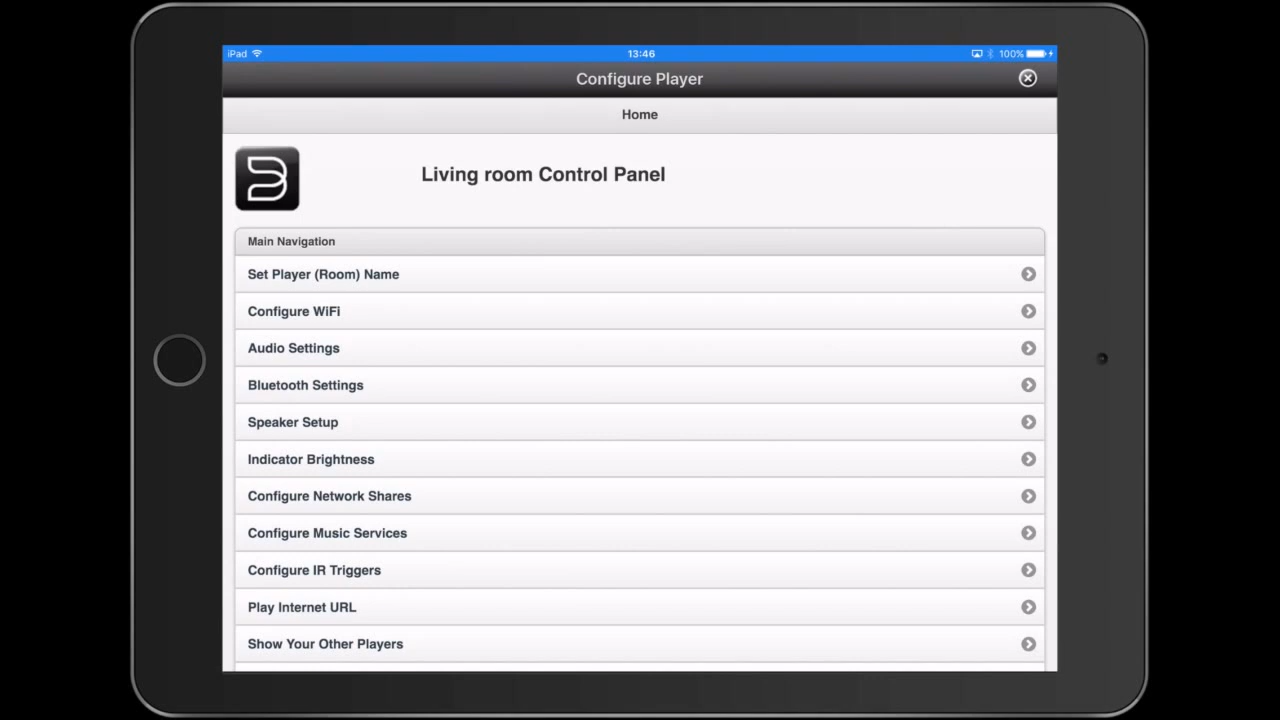 iPad 13:46 100%
Configure Player
Home
Living room Control Panel
Main Navigation
Set Player (Room) Name
Configure WiFi
Audio Settings
Bluetooth Settings
Speaker Setup
Indicator Brightness
Configure Network Shares
Configure Music Services
Configure IR Triggers
Play Internet URL
Show Your Other Players